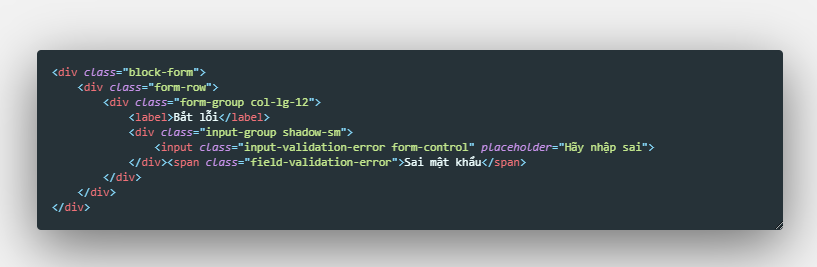 <div class="block-form">
<div class="form-row">
<div class="form-group col-lg-12">
<label>Bắt lỗi</label>
<div class="input-group shadow-sm">
<input class="input-validation-error form-control" placeholder="Hãy nhập sai">
</div><span class="field-validation-error">Sai mật khẩu</span>
</div>
</div>
</div>